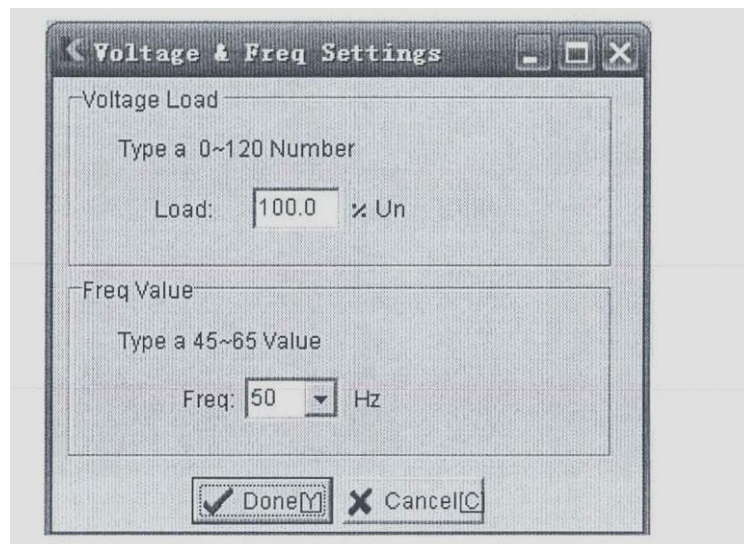 Voltage & Freq Settings
Voltage Load
Type a 0~120 Number
Load: 100.0 % Un
Freq Value
Type a 45~65 Value
Freq: 50 Hz
Done[Y] Cancel[C]